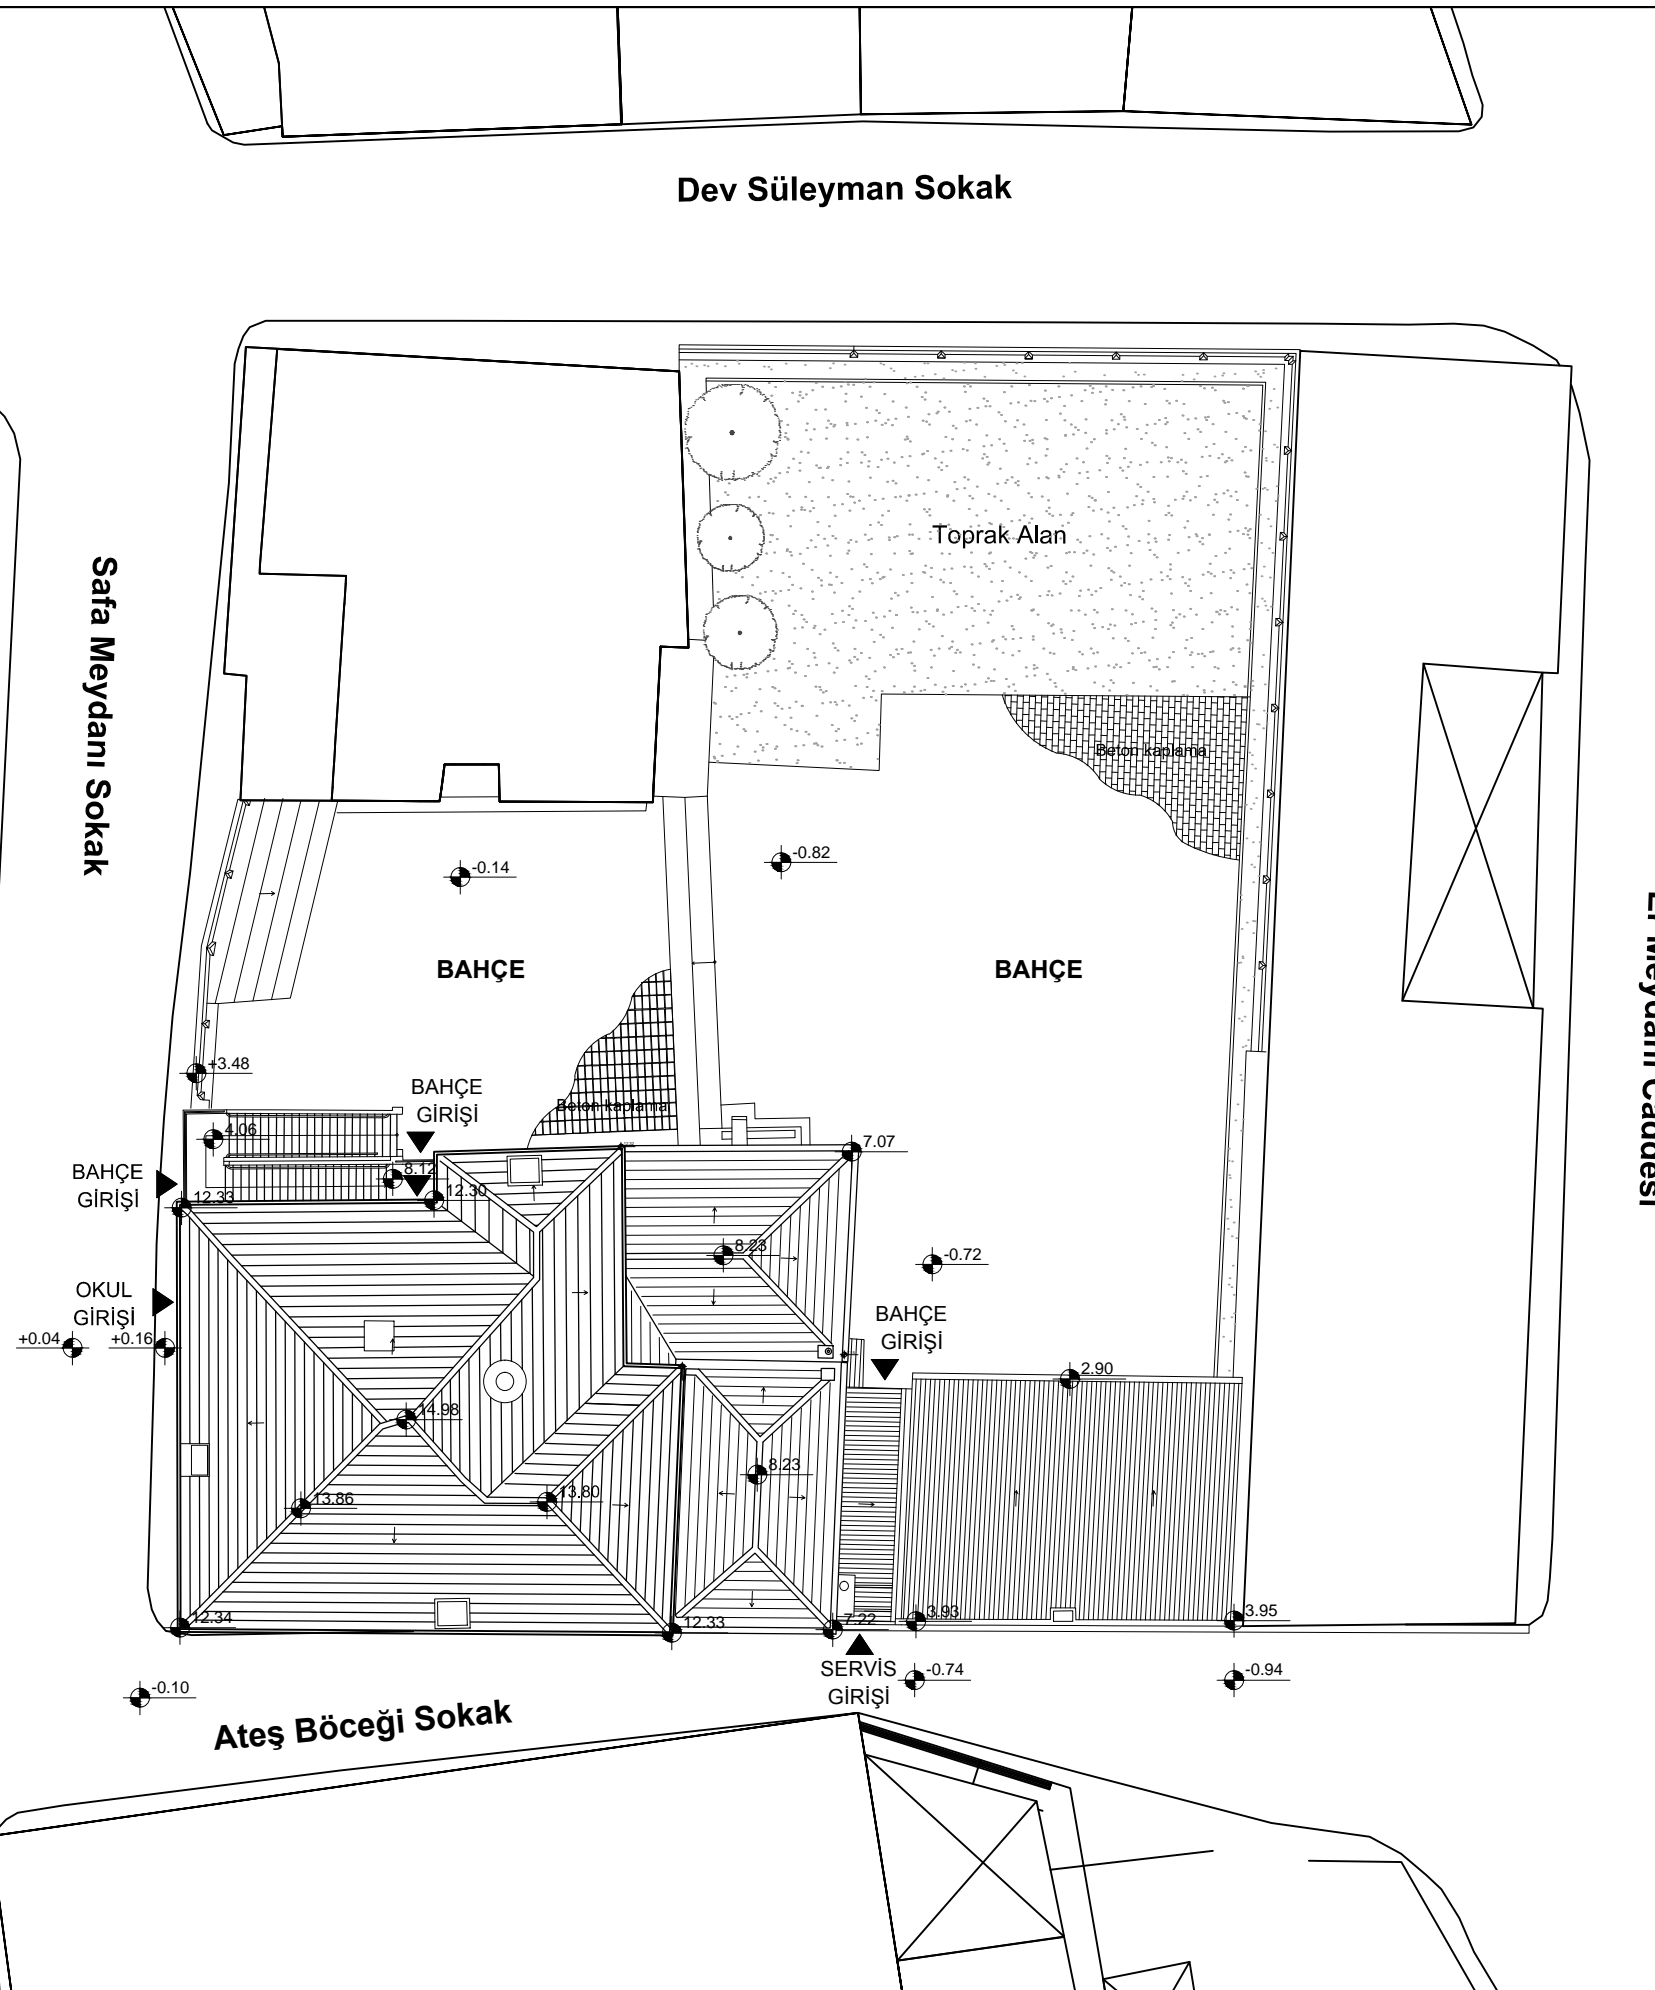 Dev Süleyman Sokak
Toprak Alan
Safa Meydanı Sokak
Beton kaplama
-0.14
-0.82
BAHÇE
BAHÇE
Er Meydanı Caddesi
+3.48
BAHÇE
GİRİŞİ
Beton kaplama
4.06
7.07
BAHÇE
GİRİŞİ
8.12
12.33
12.30
8.23
-0.72
OKUL
GİRİŞİ
BAHÇE
GİRİŞİ
+0.04
+0.16
2.90
14.98
8.23
13.86
13.80
12.34
12.33
7.22
3.93
3.95
SERVİS
GİRİŞİ
-0.74
-0.94
-0.10
Ateş Böceği Sokak